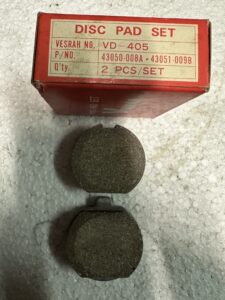 DISC PAD SET
VESRAH NO. VD-405
P/NO. 43050-008A • 43051-009B
Q'ty. 2 PCS/SET